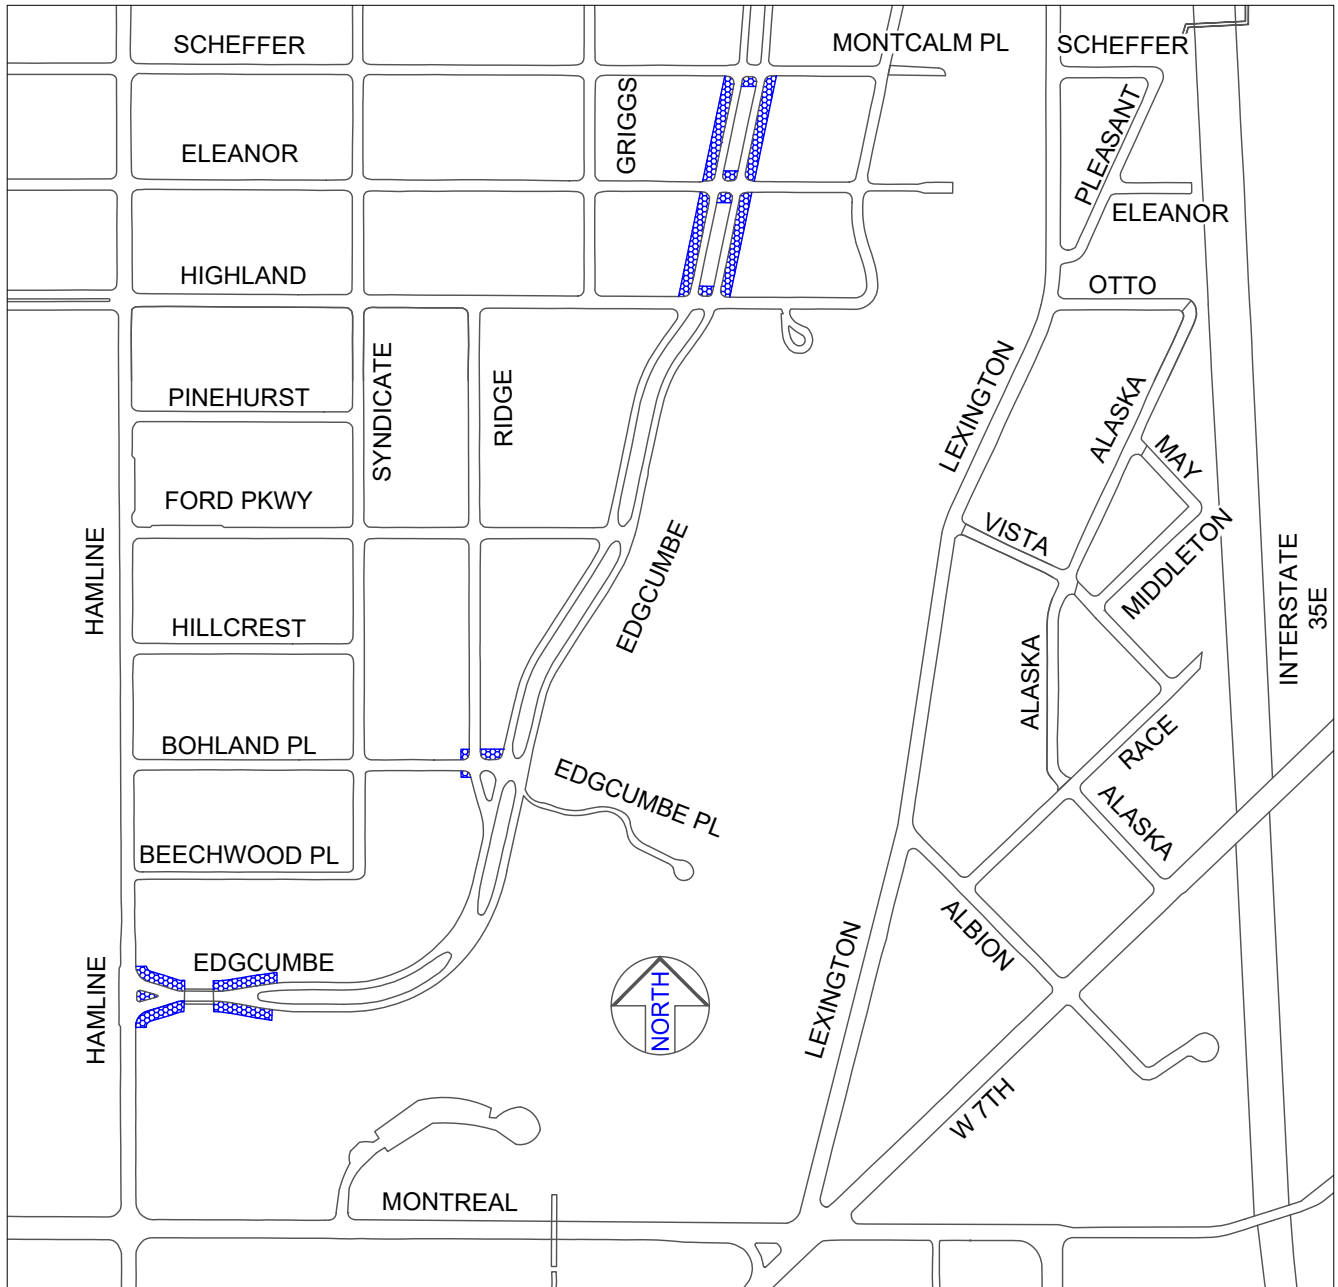 SCHEFFER
MONTCALM PL
SCHEFFER
GRIGGS
PLEASANT
ELEANOR
ELEANOR
HIGHLAND
OTTO
SYNDICATE
RIDGE
LEXINGTON
ALASKA
PINEHURST
MAY
FORD PKWY
VISTA
MIDDLETON
HAMLINE
EDGCUMBE
INTERSTATE
35E
HILLCREST
ALASKA
BOHLAND PL
RACE
EDGCUMBE PL
ALASKA
BEECHWOOD PL
ALBION
LEXINGTON
EDGCUMBE
HAMLINE
NORTH
W 7TH
MONTREAL